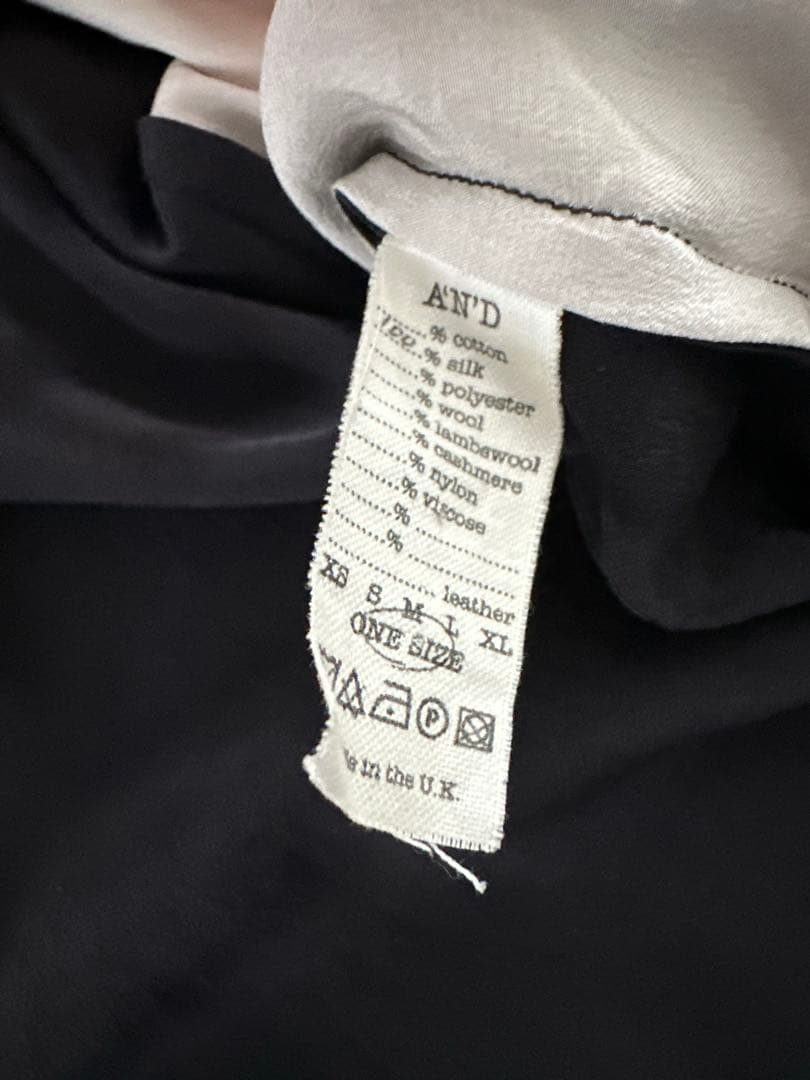 A'N'D
........% cotton
100..% silk
........% polyester
........% wool
........% lambswool
........% cashmere
........% nylon
........% viscose
........% ................
........% ................
................ leather
XS S M L XL
ONE SIZE
P
in the U.K.